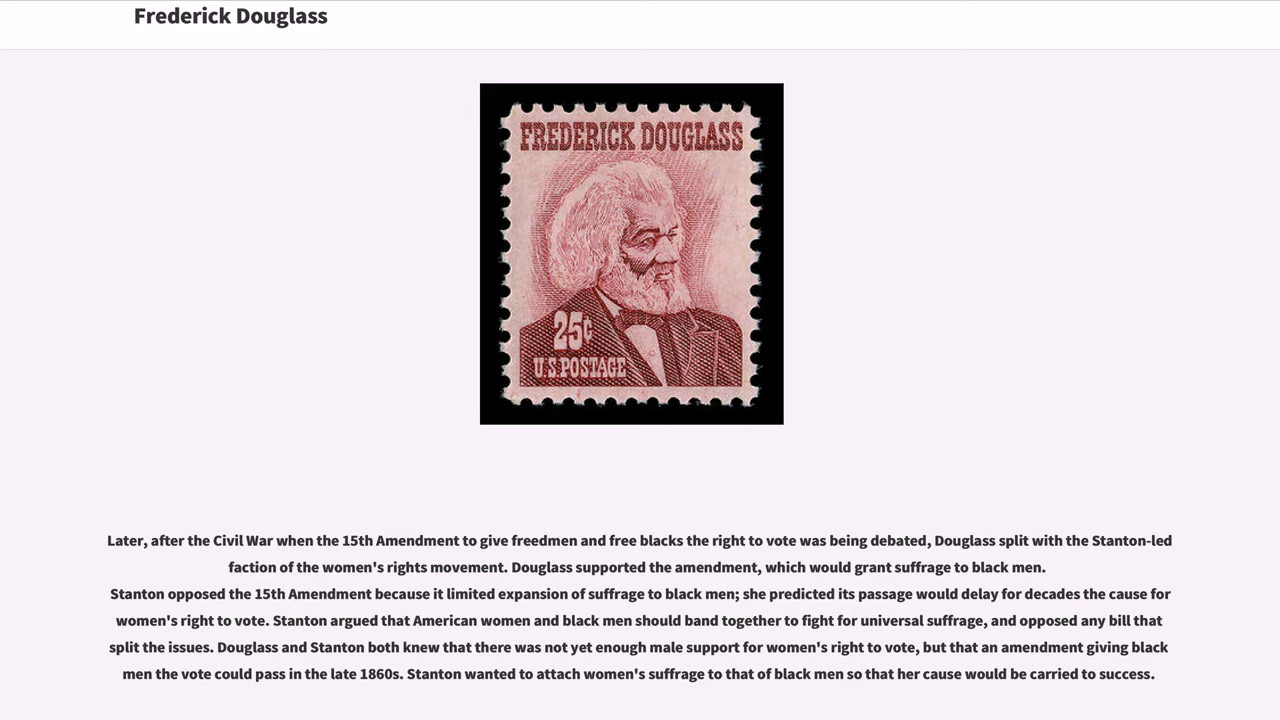 Frederick Douglass
FREDERICK DOUGLASS
25¢
U.S.POSTAGE
Later, after the Civil War when the 15th Amendment to give freedmen and free blacks the right to vote was being debated, Douglass split with the Stanton-led
faction of the women's rights movement. Douglass supported the amendment, which would grant suffrage to black men.
Stanton opposed the 15th Amendment because it limited expansion of suffrage to black men; she predicted its passage would delay for decades the cause for
women's right to vote. Stanton argued that American women and black men should band together to fight for universal suffrage, and opposed any bill that
split the issues. Douglass and Stanton both knew that there was not yet enough male support for women's right to vote, but that an amendment giving black
men the vote could pass in the late 1860s. Stanton wanted to attach women's suffrage to that of black men so that her cause would be carried to success.